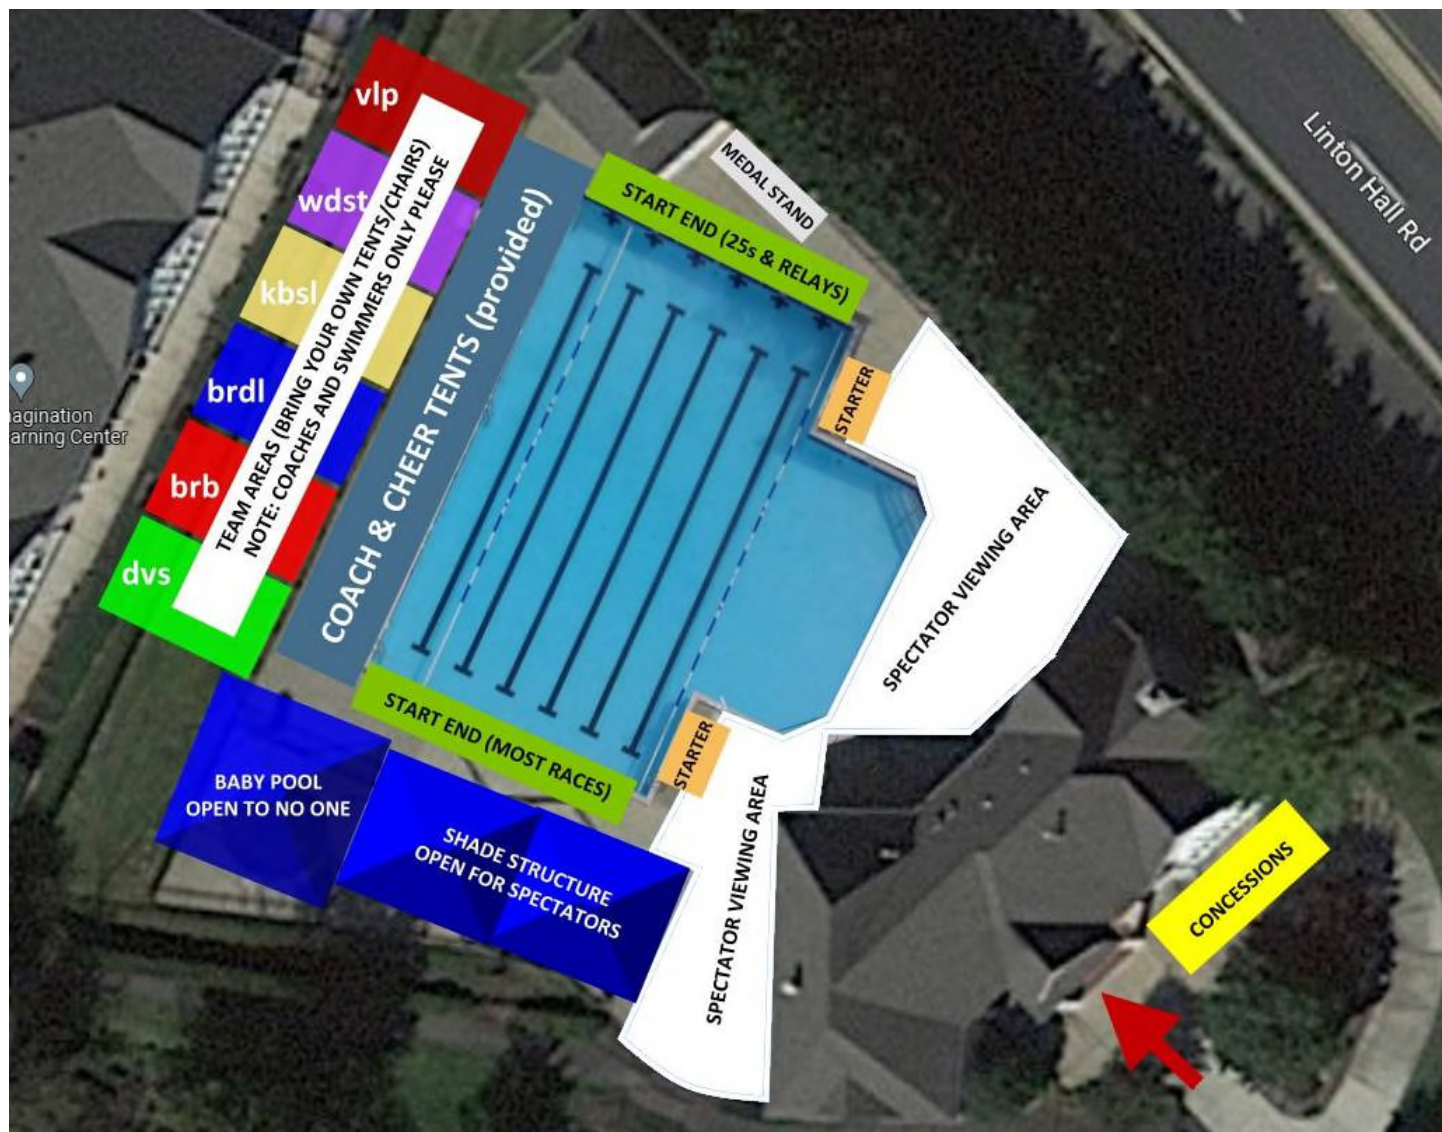 vlp
wdst
kbsl
brdl
brb
dvs
TEAM AREAS (BRING YOUR OWN TENTS/CHAIRS)
NOTE: COACHES AND SWIMMERS ONLY PLEASE
COACH & CHEER TENTS (provided)
START END (25s & RELAYS)
MEDAL STAND
Linton Hall Rd
STARTER
SPECTATOR VIEWING AREA
agination
arning Center
START END (MOST RACES)
STARTER
SPECTATOR VIEWING AREA
BABY POOL
OPEN TO NO ONE
SHADE STRUCTURE
OPEN FOR SPECTATORS
CONCESSIONS